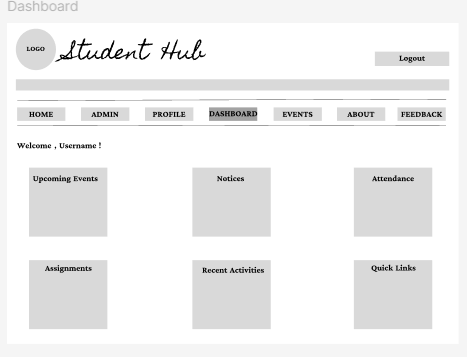 Dashboard
LOGO
Student Hub
Logout
HOME ADMIN PROFILE DASHBOARD EVENTS ABOUT FEEDBACK
Welcome , Username !
Upcoming Events Notices Attendance
Assignments Recent Activities Quick Links